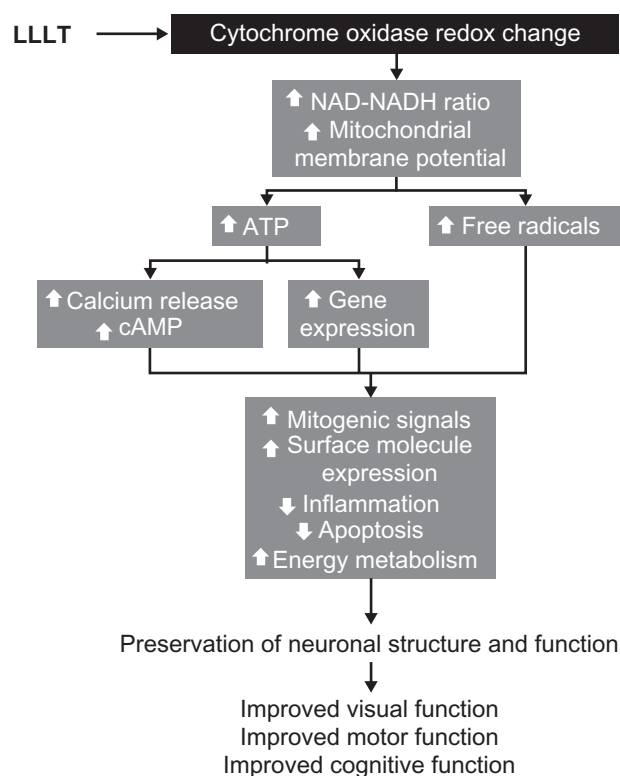 LLLT
Cytochrome oxidase redox change
NAD-NADH ratio
Mitochondrial
membrane potential
ATP
Free radicals
Calcium release
cAMP
Gene
expression
Mitogenic signals
Surface molecule
expression
Inflammation
Apoptosis
Energy metabolism
Preservation of neuronal structure and function
Improved visual function
Improved motor function
Improved cognitive function